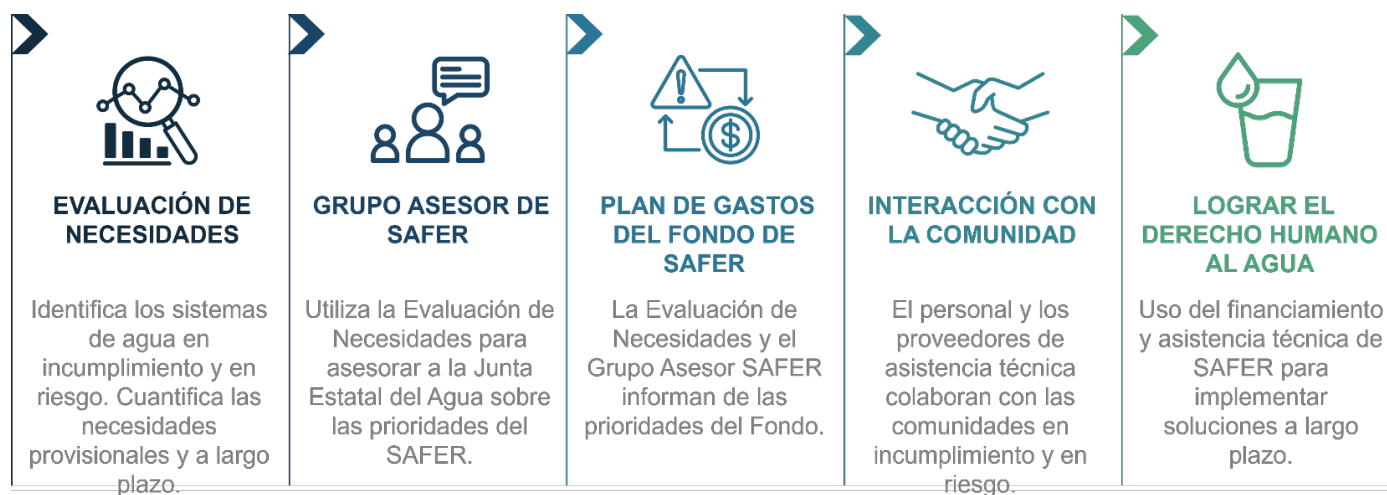 EVALUACIÓN DE
NECESIDADES
Identifica los sistemas
de agua en
incumplimiento y en
riesgo. Cuantifica las
necesidades
provisionales y a largo
plazo.
GRUPO ASESOR DE
SAFER
Utiliza la Evaluación de
Necesidades para
asesorar a la Junta
Estatal del Agua sobre
las prioridades del
SAFER.
PLAN DE GASTOS
DEL FONDO DE
SAFER
La Evaluación de
Necesidades y el
Grupo Asesor SAFER
informan de las
prioridades del Fondo.
INTERACCIÓN CON
LA COMUNIDAD
El personal y los
proveedores de
asistencia técnica
colaboran con las
comunidades en
incumplimiento y en
riesgo.
LOGRAR EL
DERECHO HUMANO
AL AGUA
Uso del financiamiento
y asistencia técnica de
SAFER para
implementar
soluciones a largo
plazo.